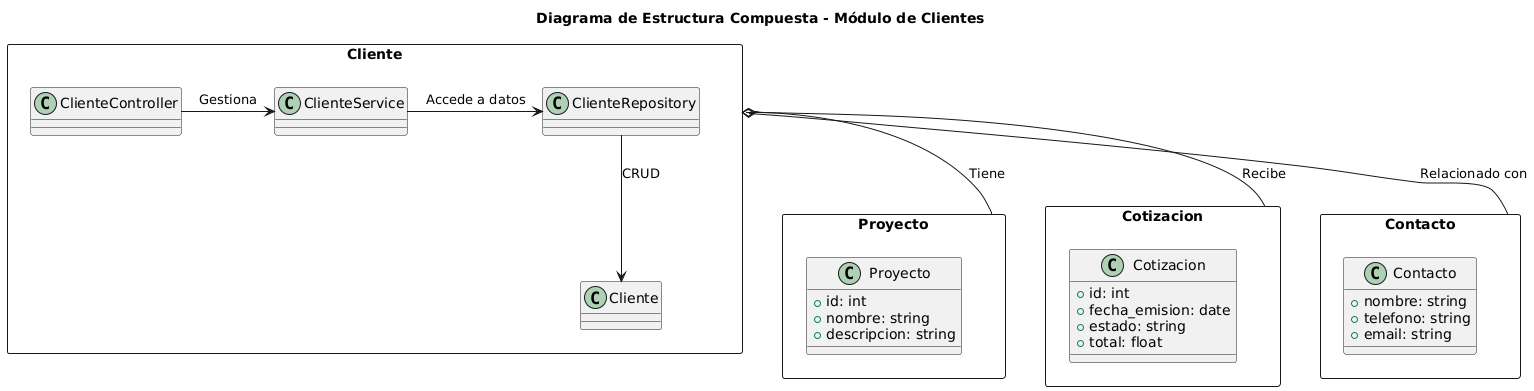 Diagrama de Estructura Compuesta - Módulo de Clientes
Cliente
C ClienteController
Gestiona
C ClienteService
Accede a datos
C ClienteRepository
CRUD
C Cliente
Tiene
Recibe
Relacionado con
Proyecto
C Proyecto
id: int
nombre: string
descripcion: string
Cotizacion
C Cotizacion
id: int
fecha_emision: date
estado: string
total: float
Contacto
C Contacto
nombre: string
telefono: string
email: string